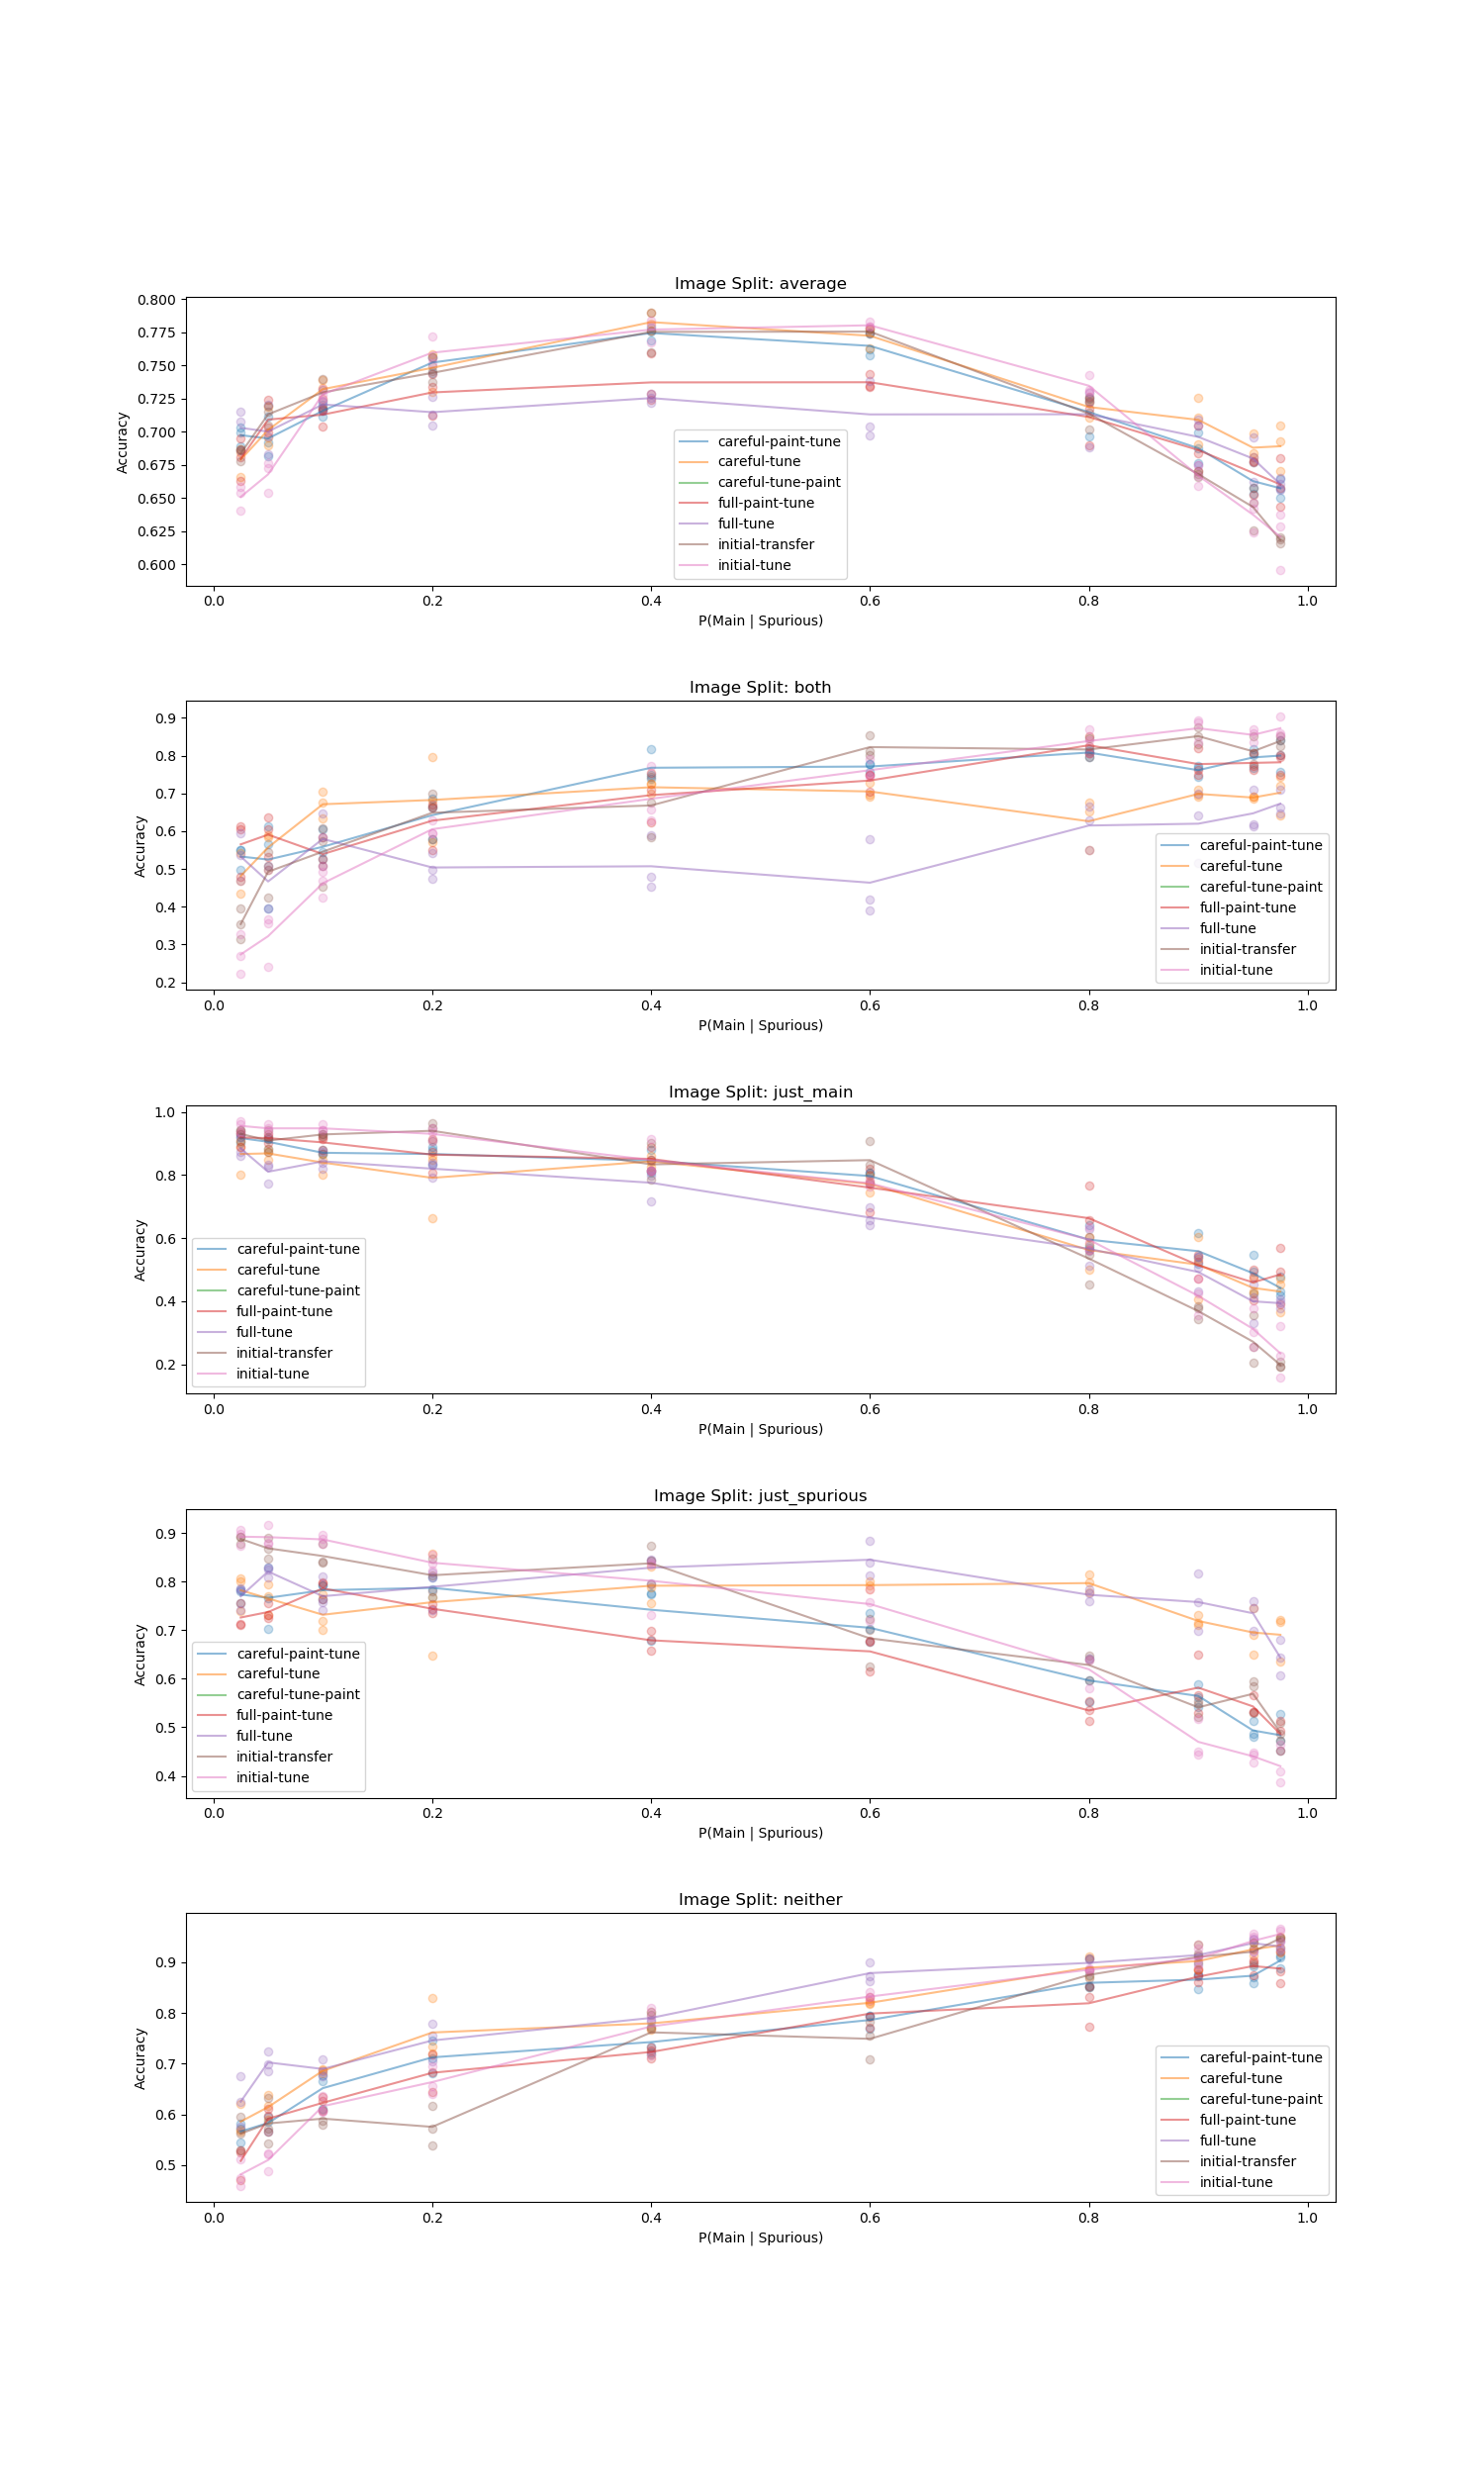 Image Split: average
0.800
0.775
0.750
0.725
0.700
0.675
0.650
0.625
0.600
Accuracy
careful-paint-tune
careful-tune
careful-tune-paint
full-paint-tune
full-tune
initial-transfer
initial-tune
0.0 0.2 0.4 0.6 0.8 1.0
P(Main | Spurious)
Image Split: both
0.9
0.8
0.7
0.6
0.5
0.4
0.3
0.2
Accuracy
careful-paint-tune
careful-tune
careful-tune-paint
full-paint-tune
full-tune
initial-transfer
initial-tune
0.0 0.2 0.4 0.6 0.8 1.0
P(Main | Spurious)
Image Split: just_main
1.0
0.8
0.6
0.4
0.2
Accuracy
careful-paint-tune
careful-tune
careful-tune-paint
full-paint-tune
full-tune
initial-transfer
initial-tune
0.0 0.2 0.4 0.6 0.8 1.0
P(Main | Spurious)
Image Split: just_spurious
0.9
0.8
0.7
0.6
0.5
0.4
Accuracy
careful-paint-tune
careful-tune
careful-tune-paint
full-paint-tune
full-tune
initial-transfer
initial-tune
0.0 0.2 0.4 0.6 0.8 1.0
P(Main | Spurious)
Image Split: neither
0.9
0.8
0.7
0.6
0.5
Accuracy
careful-paint-tune
careful-tune
careful-tune-paint
full-paint-tune
full-tune
initial-transfer
initial-tune
0.0 0.2 0.4 0.6 0.8 1.0
P(Main | Spurious)